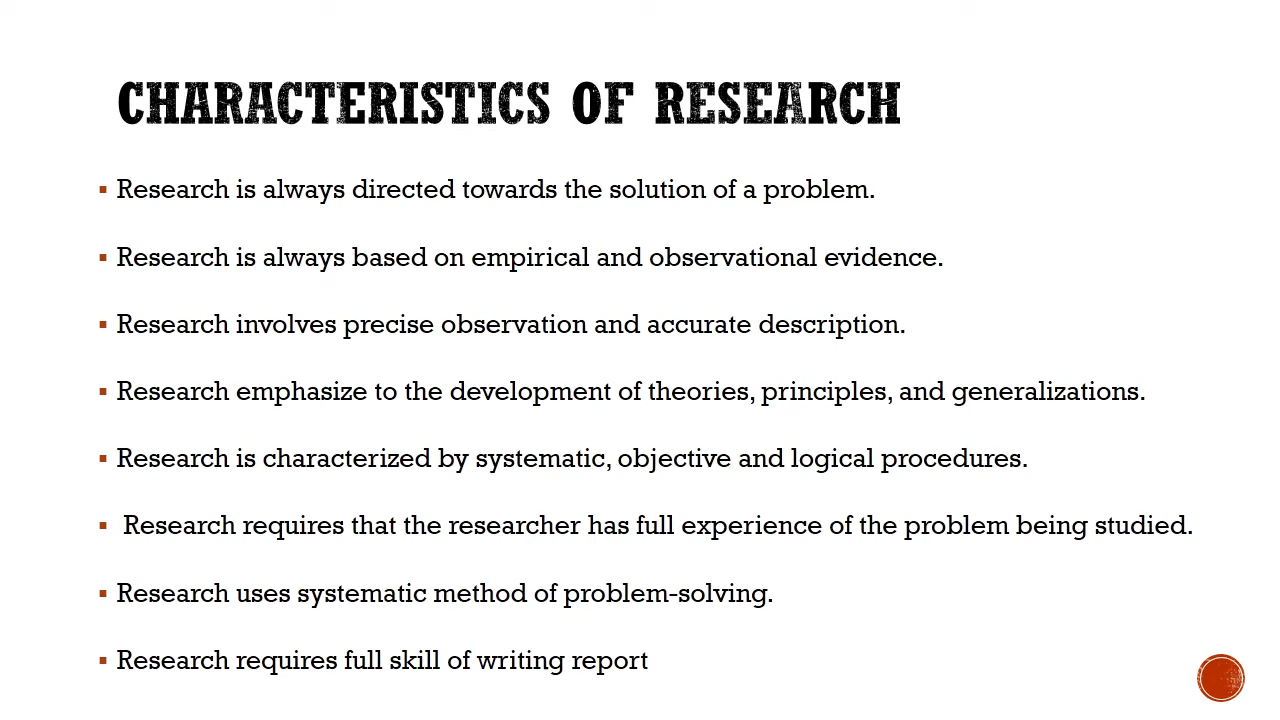 CHARACTERISTICS OF RESEARCH
▪ Research is always directed towards the solution of a problem.
▪ Research is always based on empirical and observational evidence.
▪ Research involves precise observation and accurate description.
▪ Research emphasize to the development of theories, principles, and generalizations.
▪ Research is characterized by systematic, objective and logical procedures.
▪ Research requires that the researcher has full experience of the problem being studied.
▪ Research uses systematic method of problem-solving.
▪ Research requires full skill of writing report